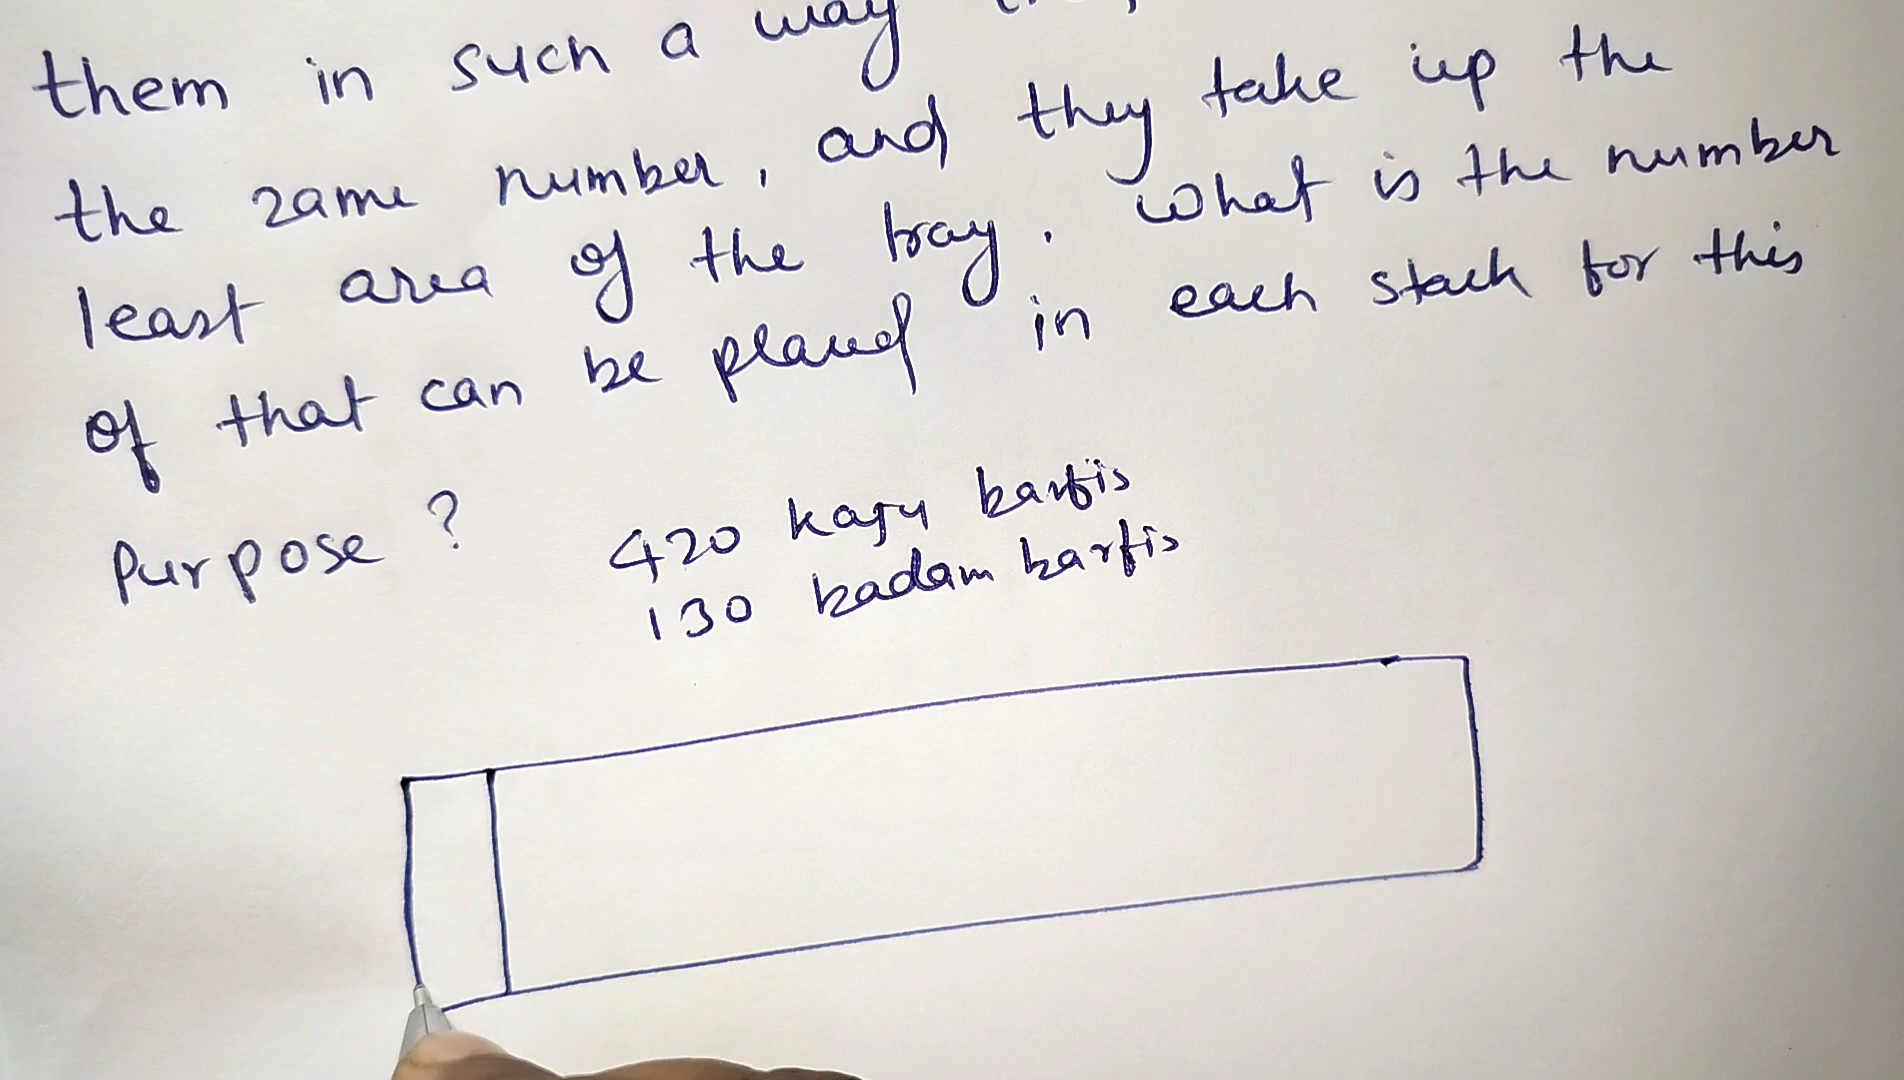 them in such a way
the same number, and they take up the
least area of the tray. What is the number
of that can be placed in each stack for this
Purpose?
420 kaju barfis
130 badam barfis